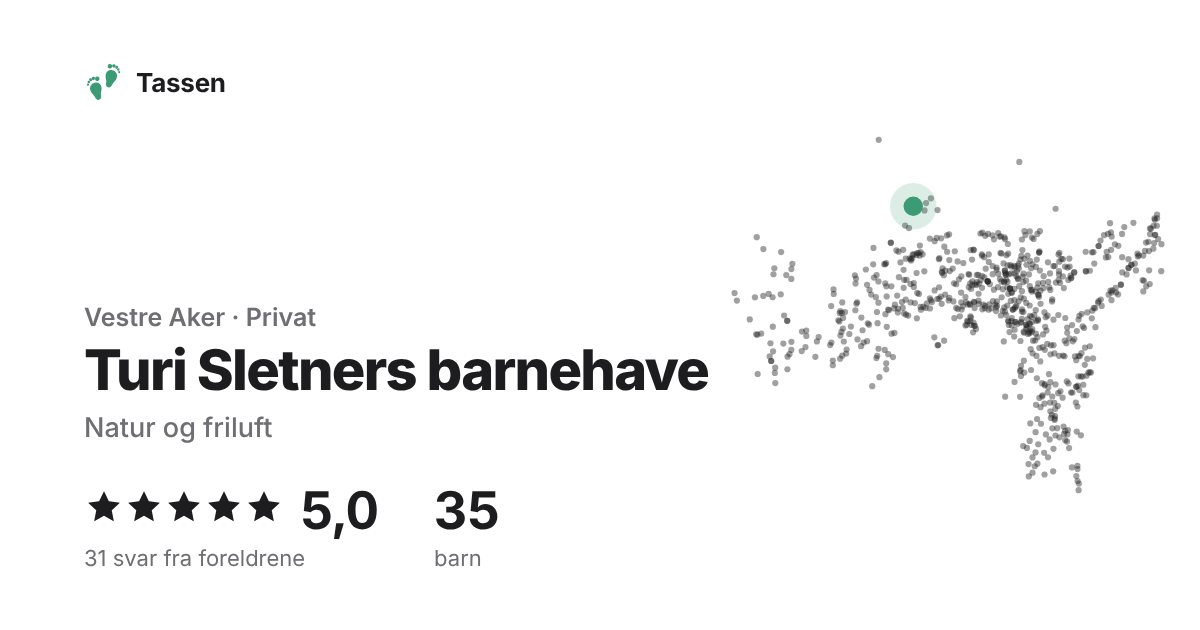 Tassen
Vestre Aker · Privat
Turi Sletners barnehave
Natur og friluft
5,0
31 svar fra foreldrene
35
barn